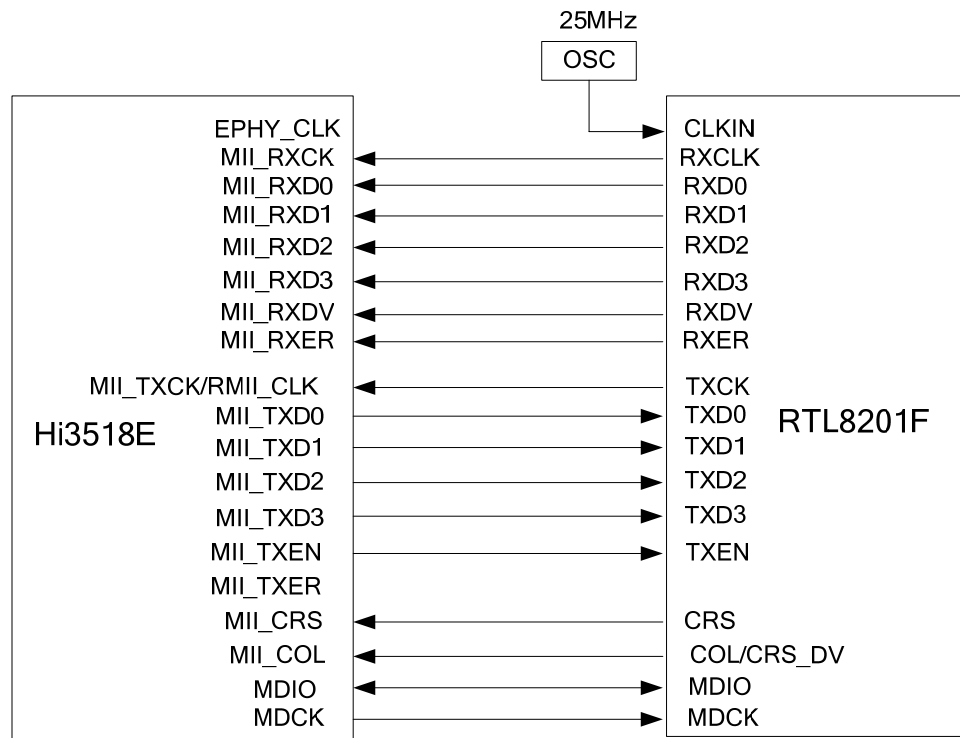 25MHz
OSC
EPHY_CLK CLKIN
MII_RXCK RXCLK
MII_RXD0 RXD0
MII_RXD1 RXD1
MII_RXD2 RXD2
MII_RXD3 RXD3
MII_RXDV RXDV
MII_RXER RXER
MII_TXCK/RMII_CLK TXCK
MII_TXD0 TXD0
Hi3518E RTL8201F
MII_TXD1 TXD1
MII_TXD2 TXD2
MII_TXD3 TXD3
MII_TXEN TXEN
MII_TXER
MII_CRS CRS
MII_COL COL/CRS_DV
MDIO MDIO
MDCK MDCK